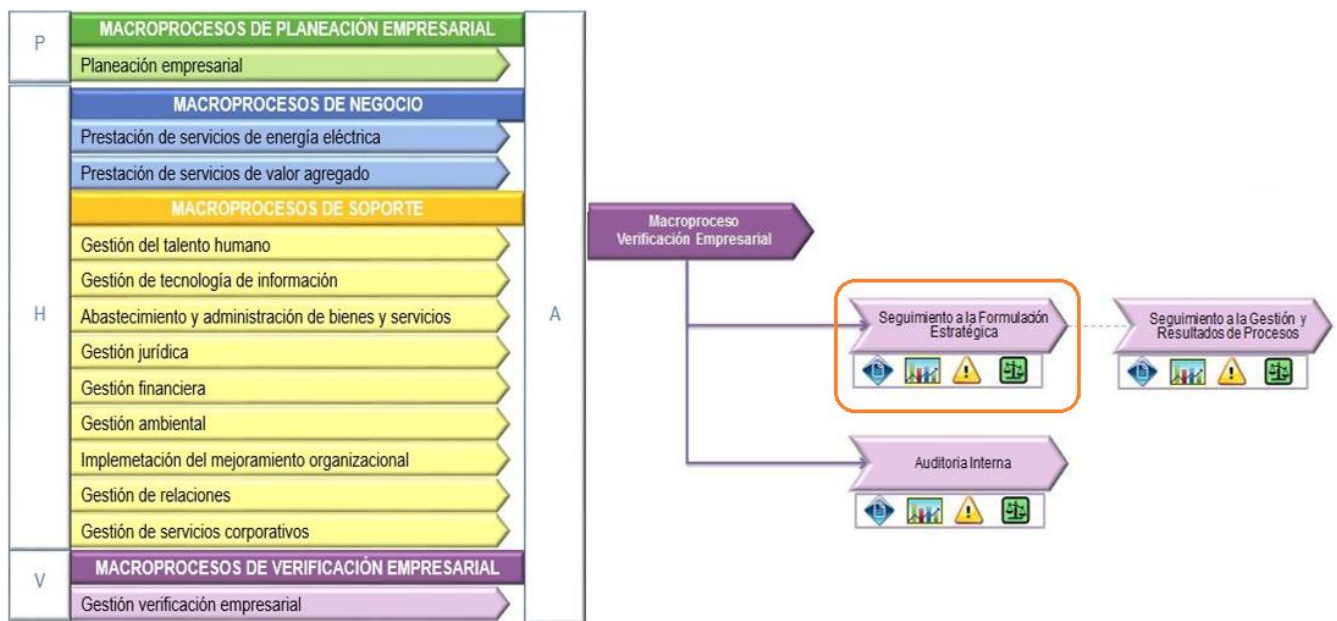 P
MACROPROCESOS DE PLANEACIÓN EMPRESARIAL
Planeación empresarial
H
MACROPROCESOS DE NEGOCIO
Prestación de servicios de energía eléctrica
Prestación de servicios de valor agregado
MACROPROCESOS DE SOPORTE
Gestión del talento humano
Gestión de tecnología de información
Abastecimiento y administración de bienes y servicios
Gestión jurídica
Gestión financiera
Gestión ambiental
Implemetación del mejoramiento organizacional
Gestión de relaciones
Gestión de servicios corporativos
V
MACROPROCESOS DE VERIFICACIÓN EMPRESARIAL
Gestión verificación empresarial
A
Macroproceso
Verificación Empresarial
Seguimiento a la Formulación
Estratégica
Seguimiento a la Gestión y
Resultados de Procesos
Auditoria Interna